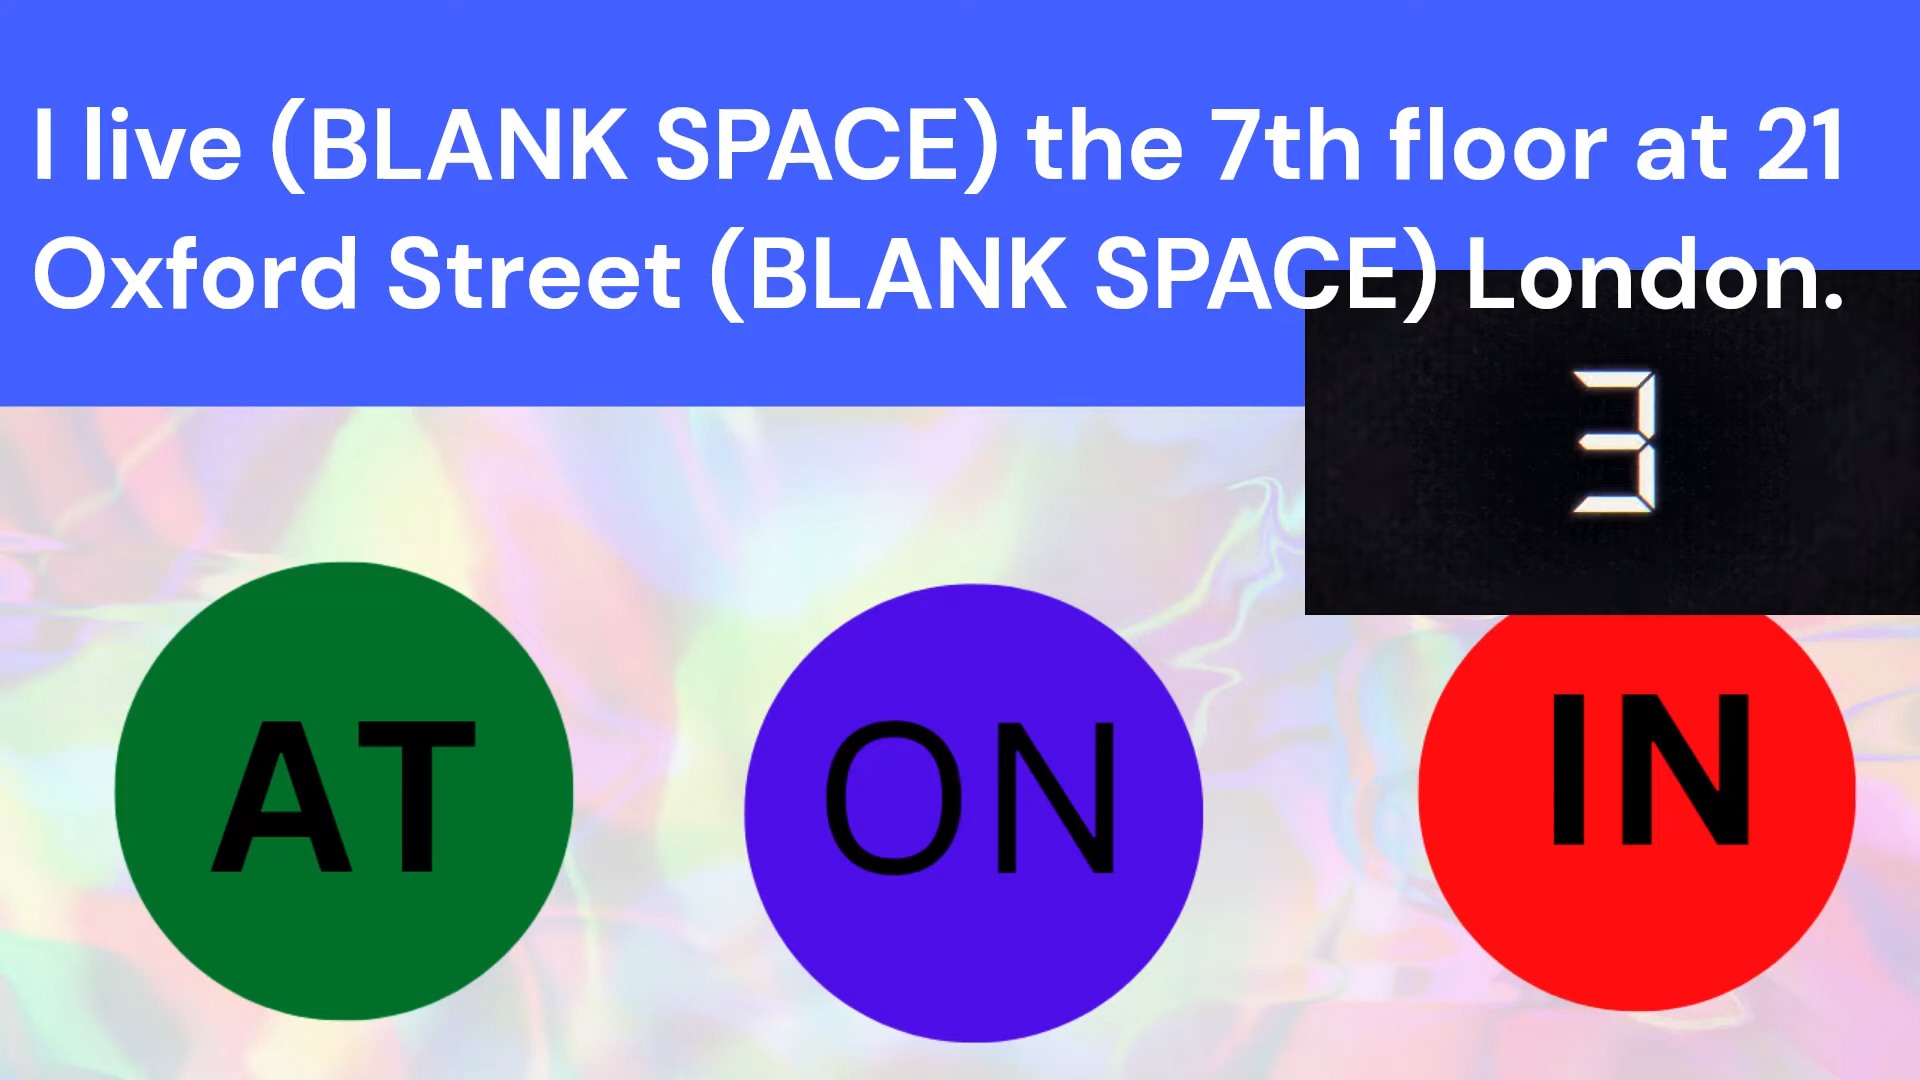 I live (BLANK SPACE) the 7th floor at 21
Oxford Street (BLANK SPACE) London.
3
AT
ON
IN